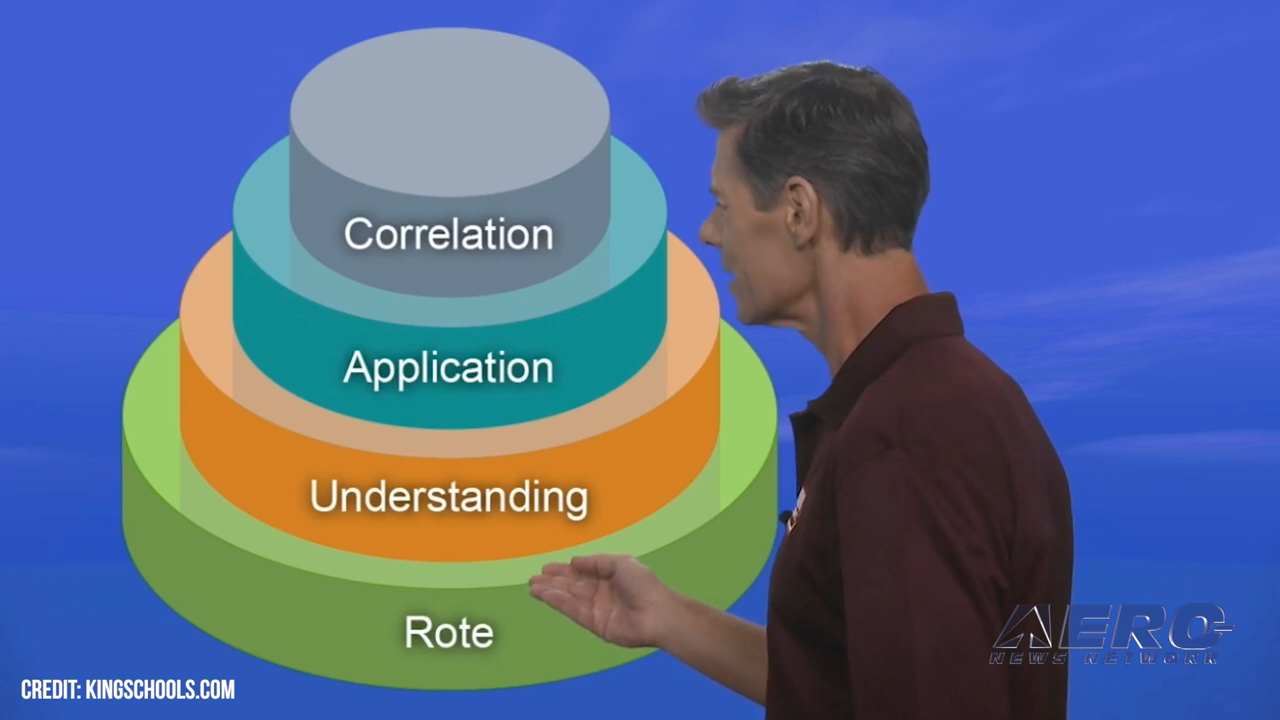 Correlation
Application
Understanding
Rote
AERO
NEWS NETWORK
CREDIT: KINGSCHOOLS.COM